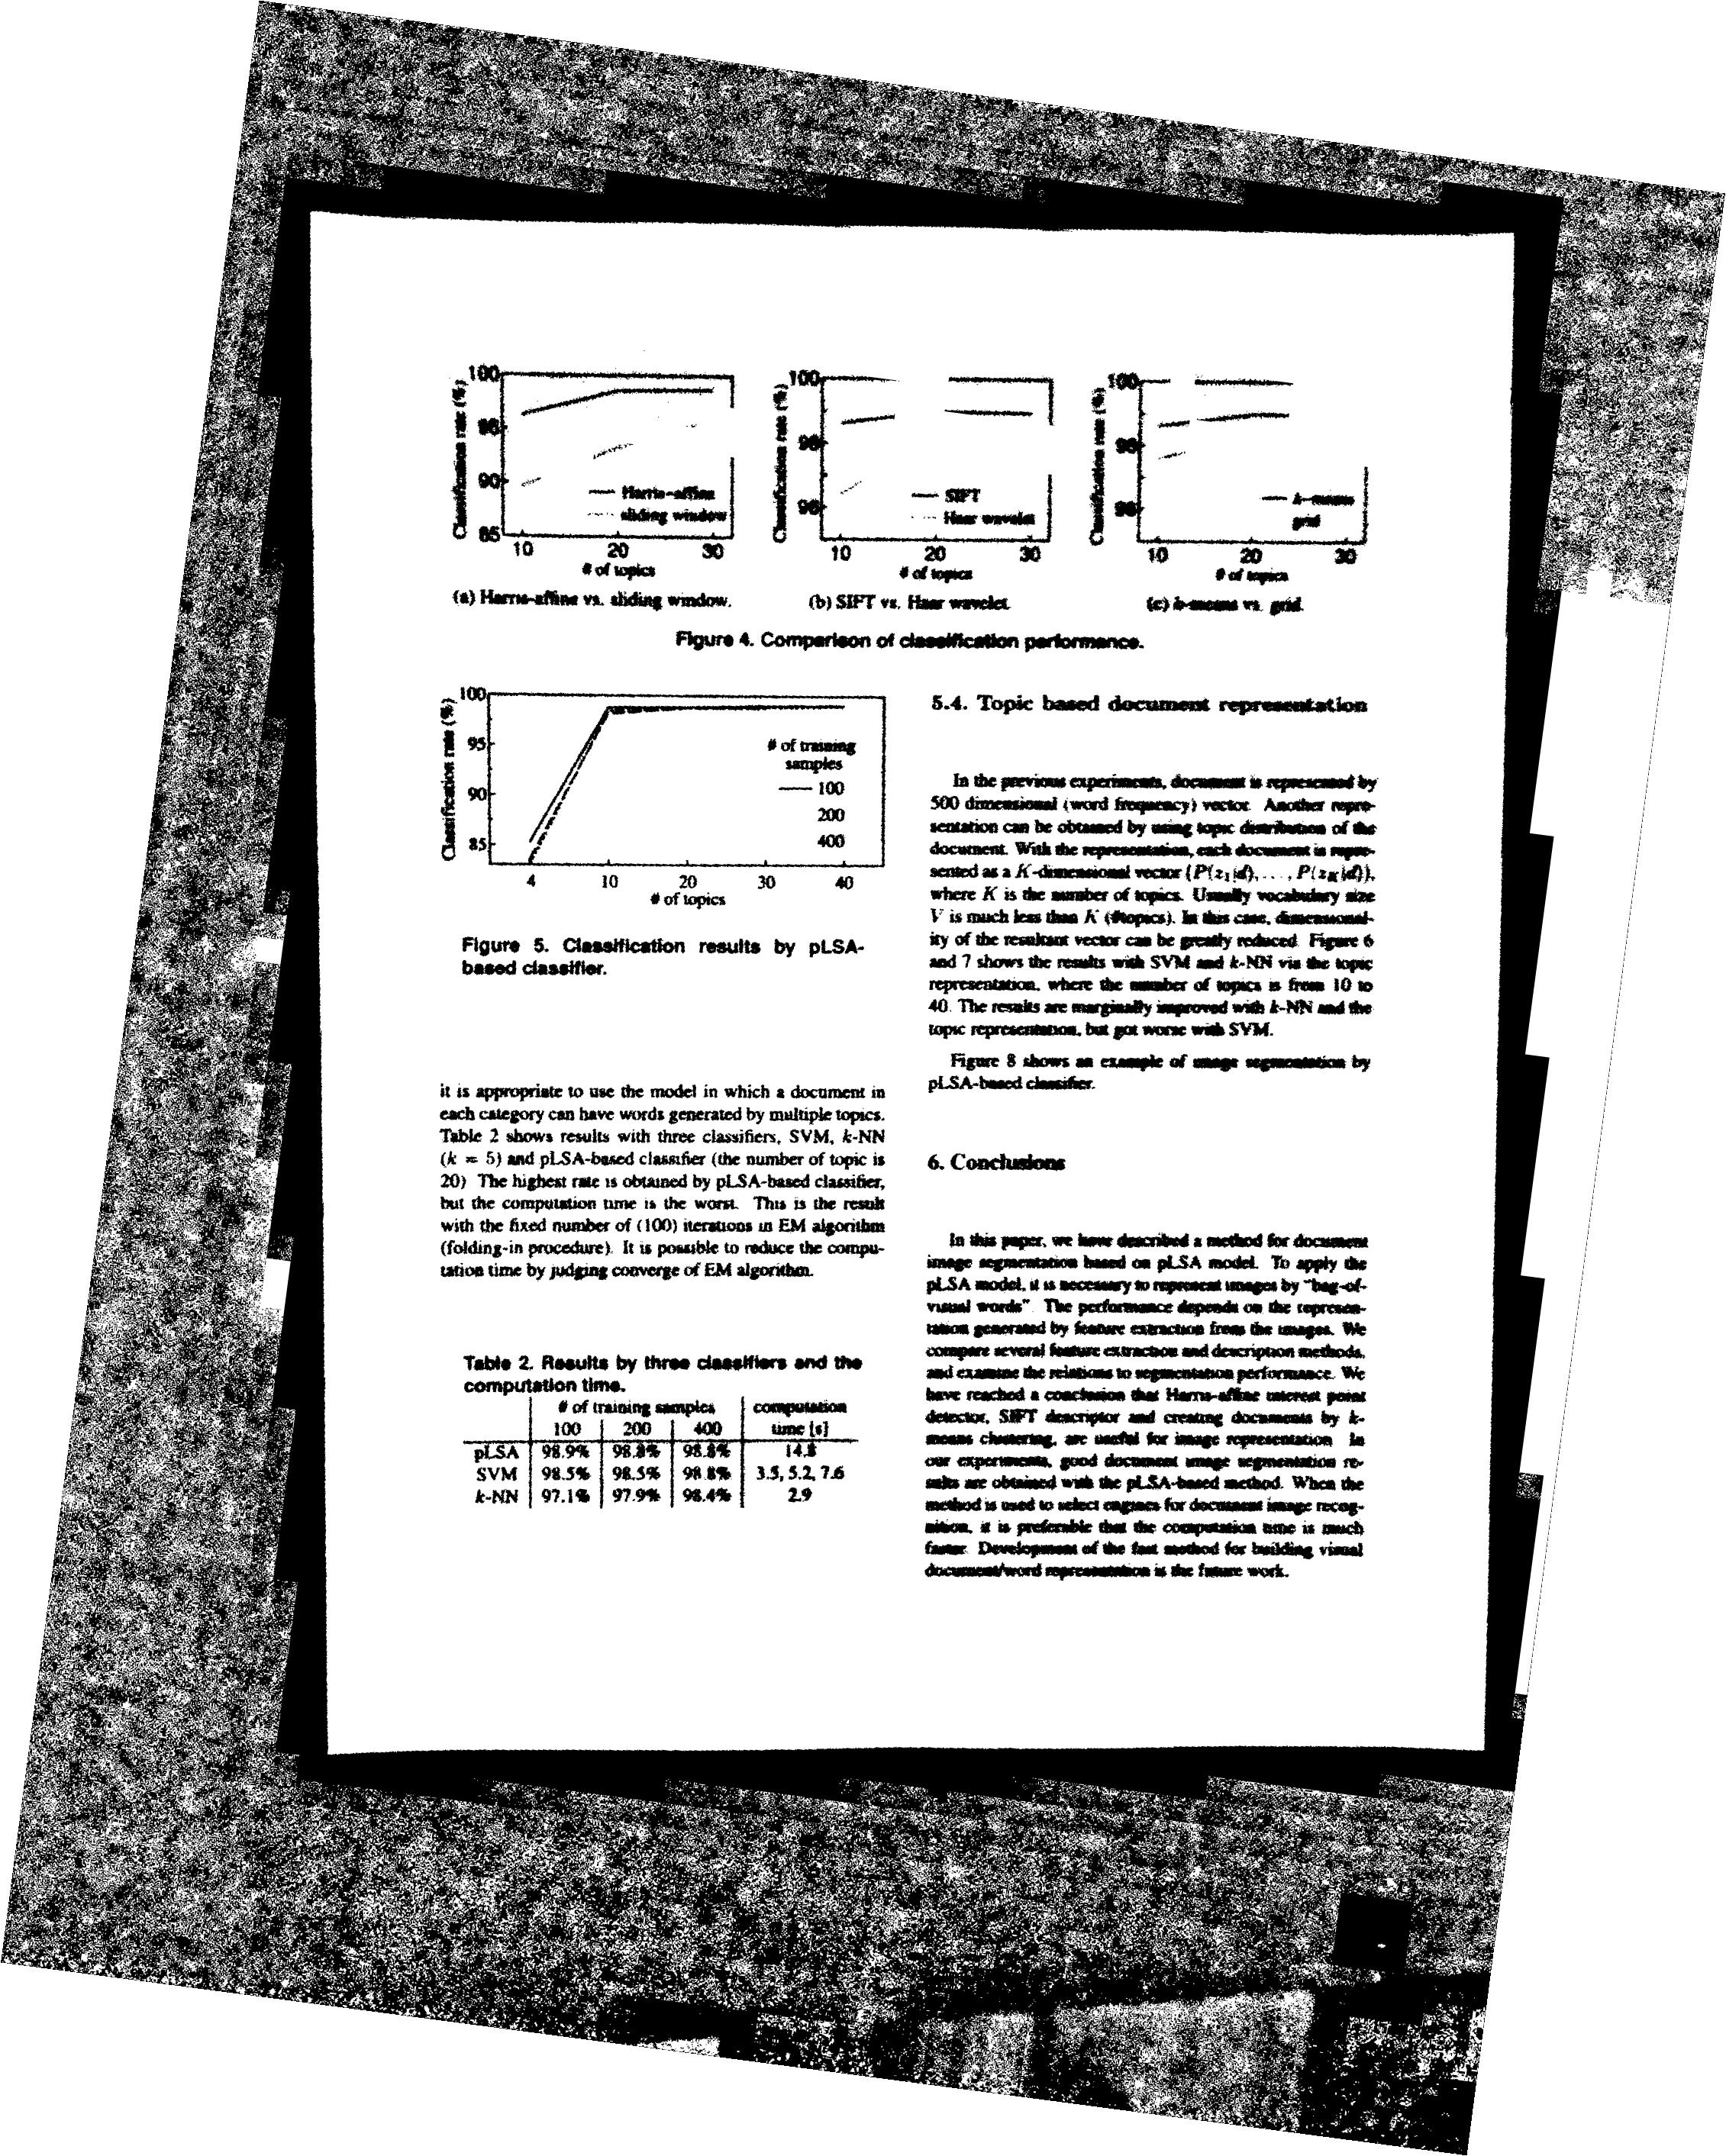 100
95
90
85
10 20 30
# of topics
Classification rate (%)
Harris-affine
sliding window
(a) Harris-affine vs. sliding window.
100
98
96
10 20 30
# of topics
Classification rate (%)
SIFT
Haar wavelet
(b) SIFT vs. Haar wavelet.
100
98
96
10 20 30
# of topics
Classification rate (%)
k-means
grid
(c) k-means vs. grid.
Figure 4. Comparison of classification performance.
100
95
90
85
4 10 20 30 40
# of topics
Classification rate (%)
# of training
samples
100
200
400
Figure 5. Classification results by pLSA-
based classifier.
it is appropriate to use the model in which a document in
each category can have words generated by multiple topics.
Table 2 shows results with three classifiers, SVM, k-NN
(k = 5) and pLSA-based classifier (the number of topic is
20). The highest rate is obtained by pLSA-based classifier,
but the computation time is the worst. This is the result
with the fixed number of (100) iterations in EM algorithm
(folding-in procedure). It is possible to reduce the compu-
tation time by judging converge of EM algorithm.
Table 2. Results by three classifiers and the
computation time.
# of training samples computation
100 200 400 time [s]
pLSA 98.9% 98.8% 98.8% 14.8
SVM 98.5% 98.5% 98.8% 3.5, 5.2, 7.6
k-NN 97.1% 97.9% 98.4% 2.9
5.4. Topic based document representation
In the previous experiments, document is represented by
500 dimensional (word frequency) vector. Another repre-
sentation can be obtained by using topic distribution of the
document. With the representation, each document is repre-
sented as a K-dimensional vector (P(z1|d), . . . , P(zK|d)),
where K is the number of topics. Usually vocabulary size
V is much less than K (#topics). In this case, dimensional-
ity of the resultant vector can be greatly reduced. Figure 6
and 7 shows the results with SVM and k-NN via the topic
representation, where the number of topics is from 10 to
40. The results are marginally improved with k-NN and the
topic representation, but got worse with SVM.
Figure 8 shows an example of image segmentation by
pLSA-based classifier.
6. Conclusions
In this paper, we have described a method for document
image segmentation based on pLSA model. To apply the
pLSA model, it is necessary to represent images by "bag-of-
visual words". The performance depends on the represen-
tation generated by feature extraction from the images. We
compare several feature extraction and description methods,
and examine the relations to segmentation performance. We
have reached a conclusion that Harris-affine interest point
detector, SIFT descriptor and creating documents by k-
means clustering, are useful for image representation. In
our experiments, good document image segmentation re-
sults are obtained with the pLSA-based method. When the
method is used to select engines for document image recog-
nition, it is preferable that the computation time is much
faster. Development of the fast method for building visual
document/word representation is the future work.